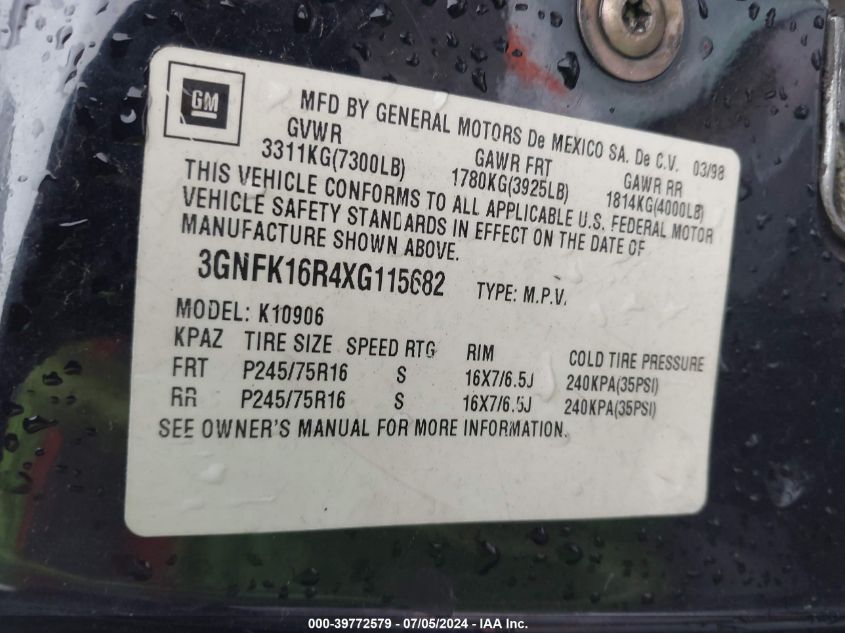 GM
MFD BY GENERAL MOTORS De MEXICO SA. De C.V. 03/98
GVWR GAWR FRT GAWR RR
3311KG(7300LB) 1780KG(3925LB) 1814KG(4000LB)
THIS VEHICLE CONFORMS TO ALL APPLICABLE U.S. FEDERAL MOTOR
VEHICLE SAFETY STANDARDS IN EFFECT ON THE DATE OF
MANUFACTURE SHOWN ABOVE.
3GNFK16R4XG115682 TYPE: M.P.V.
MODEL: K10906
KPAZ TIRE SIZE SPEED RTG RIM COLD TIRE PRESSURE
FRT P245/75R16 S 16X7/6.5J 240KPA(35PSI)
RR P245/75R16 S 16X7/6.5J 240KPA(35PSI)
SEE OWNER'S MANUAL FOR MORE INFORMATION.
000-39772579 - 07/05/2024 - IAA Inc.